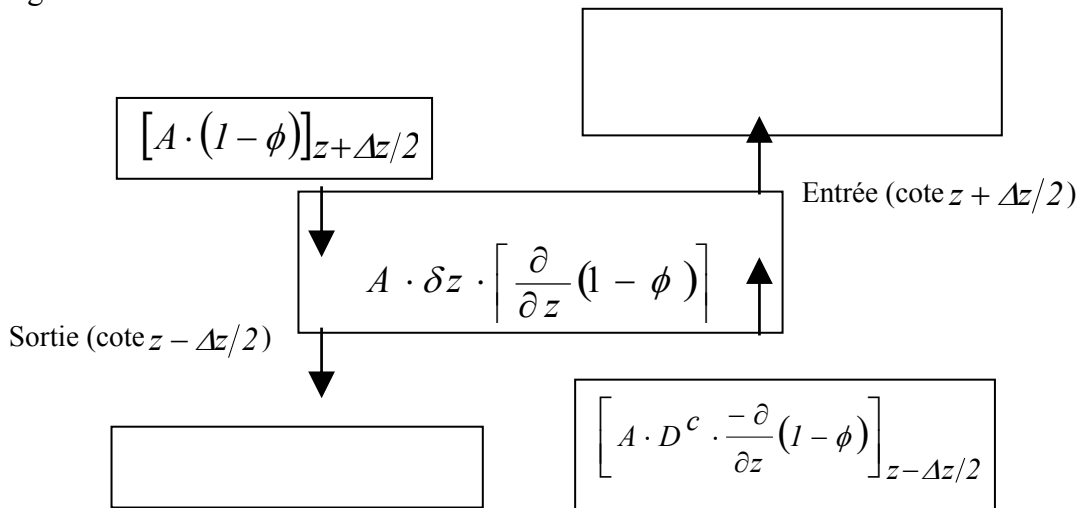 [A · (1 − ϕ)]z+Δz/2
Entrée (cote z + Δz/2)
A · δz · ⌈∂/∂z (1 − ϕ)⌉
Sortie (cote z − Δz/2)
[A · D^c · −∂/∂z (1 − ϕ)]z−Δz/2